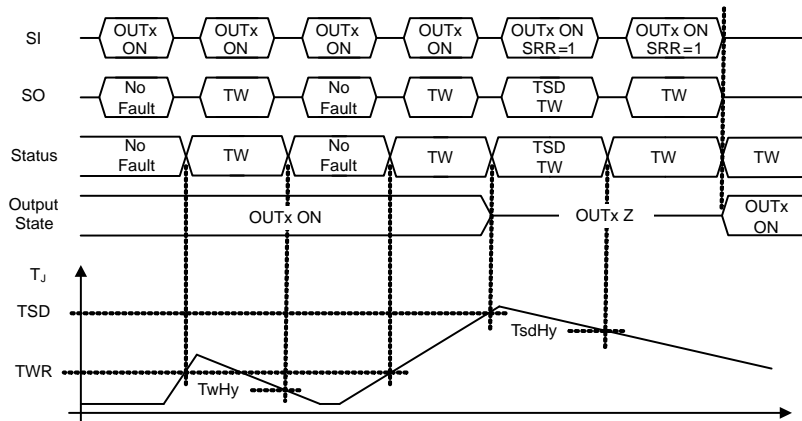 SI
OUTx ON
OUTx ON
OUTx ON
OUTx ON
OUTx ON SRR=1
OUTx ON SRR=1
SO
No Fault
TW
No Fault
TW
TSD TW
TW
Status
No Fault
TW
No Fault
TW
TSD TW
TW
TW
Output State
OUTx ON
OUTx Z
OUTx ON
TJ
TSD
TsdHy
TWR
TwHy